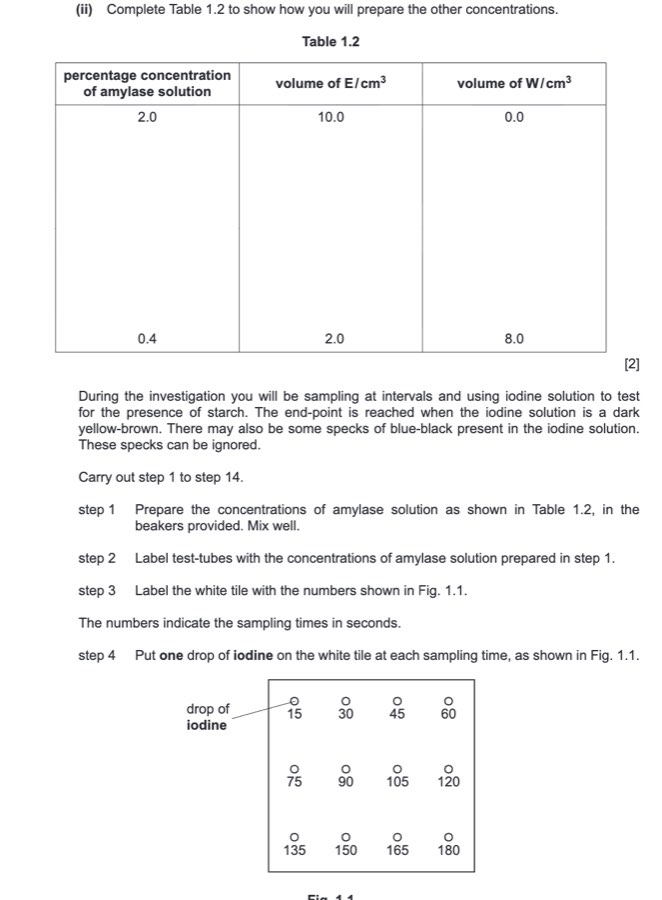 (ii) Complete Table 1.2 to show how you will prepare the other concentrations.
Table 1.2
percentage concentration of amylase solution volume of E/cm³ volume of W/cm³
2.0 10.0 0.0
0.4 2.0 8.0
[2]
During the investigation you will be sampling at intervals and using iodine solution to test
for the presence of starch. The end-point is reached when the iodine solution is a dark
yellow-brown. There may also be some specks of blue-black present in the iodine solution.
These specks can be ignored.
Carry out step 1 to step 14.
step 1 Prepare the concentrations of amylase solution as shown in Table 1.2, in the
beakers provided. Mix well.
step 2 Label test-tubes with the concentrations of amylase solution prepared in step 1.
step 3 Label the white tile with the numbers shown in Fig. 1.1.
The numbers indicate the sampling times in seconds.
step 4 Put one drop of iodine on the white tile at each sampling time, as shown in Fig. 1.1.
drop of
iodine
15 30 45 60
75 90 105 120
135 150 165 180
Fig. 1.1